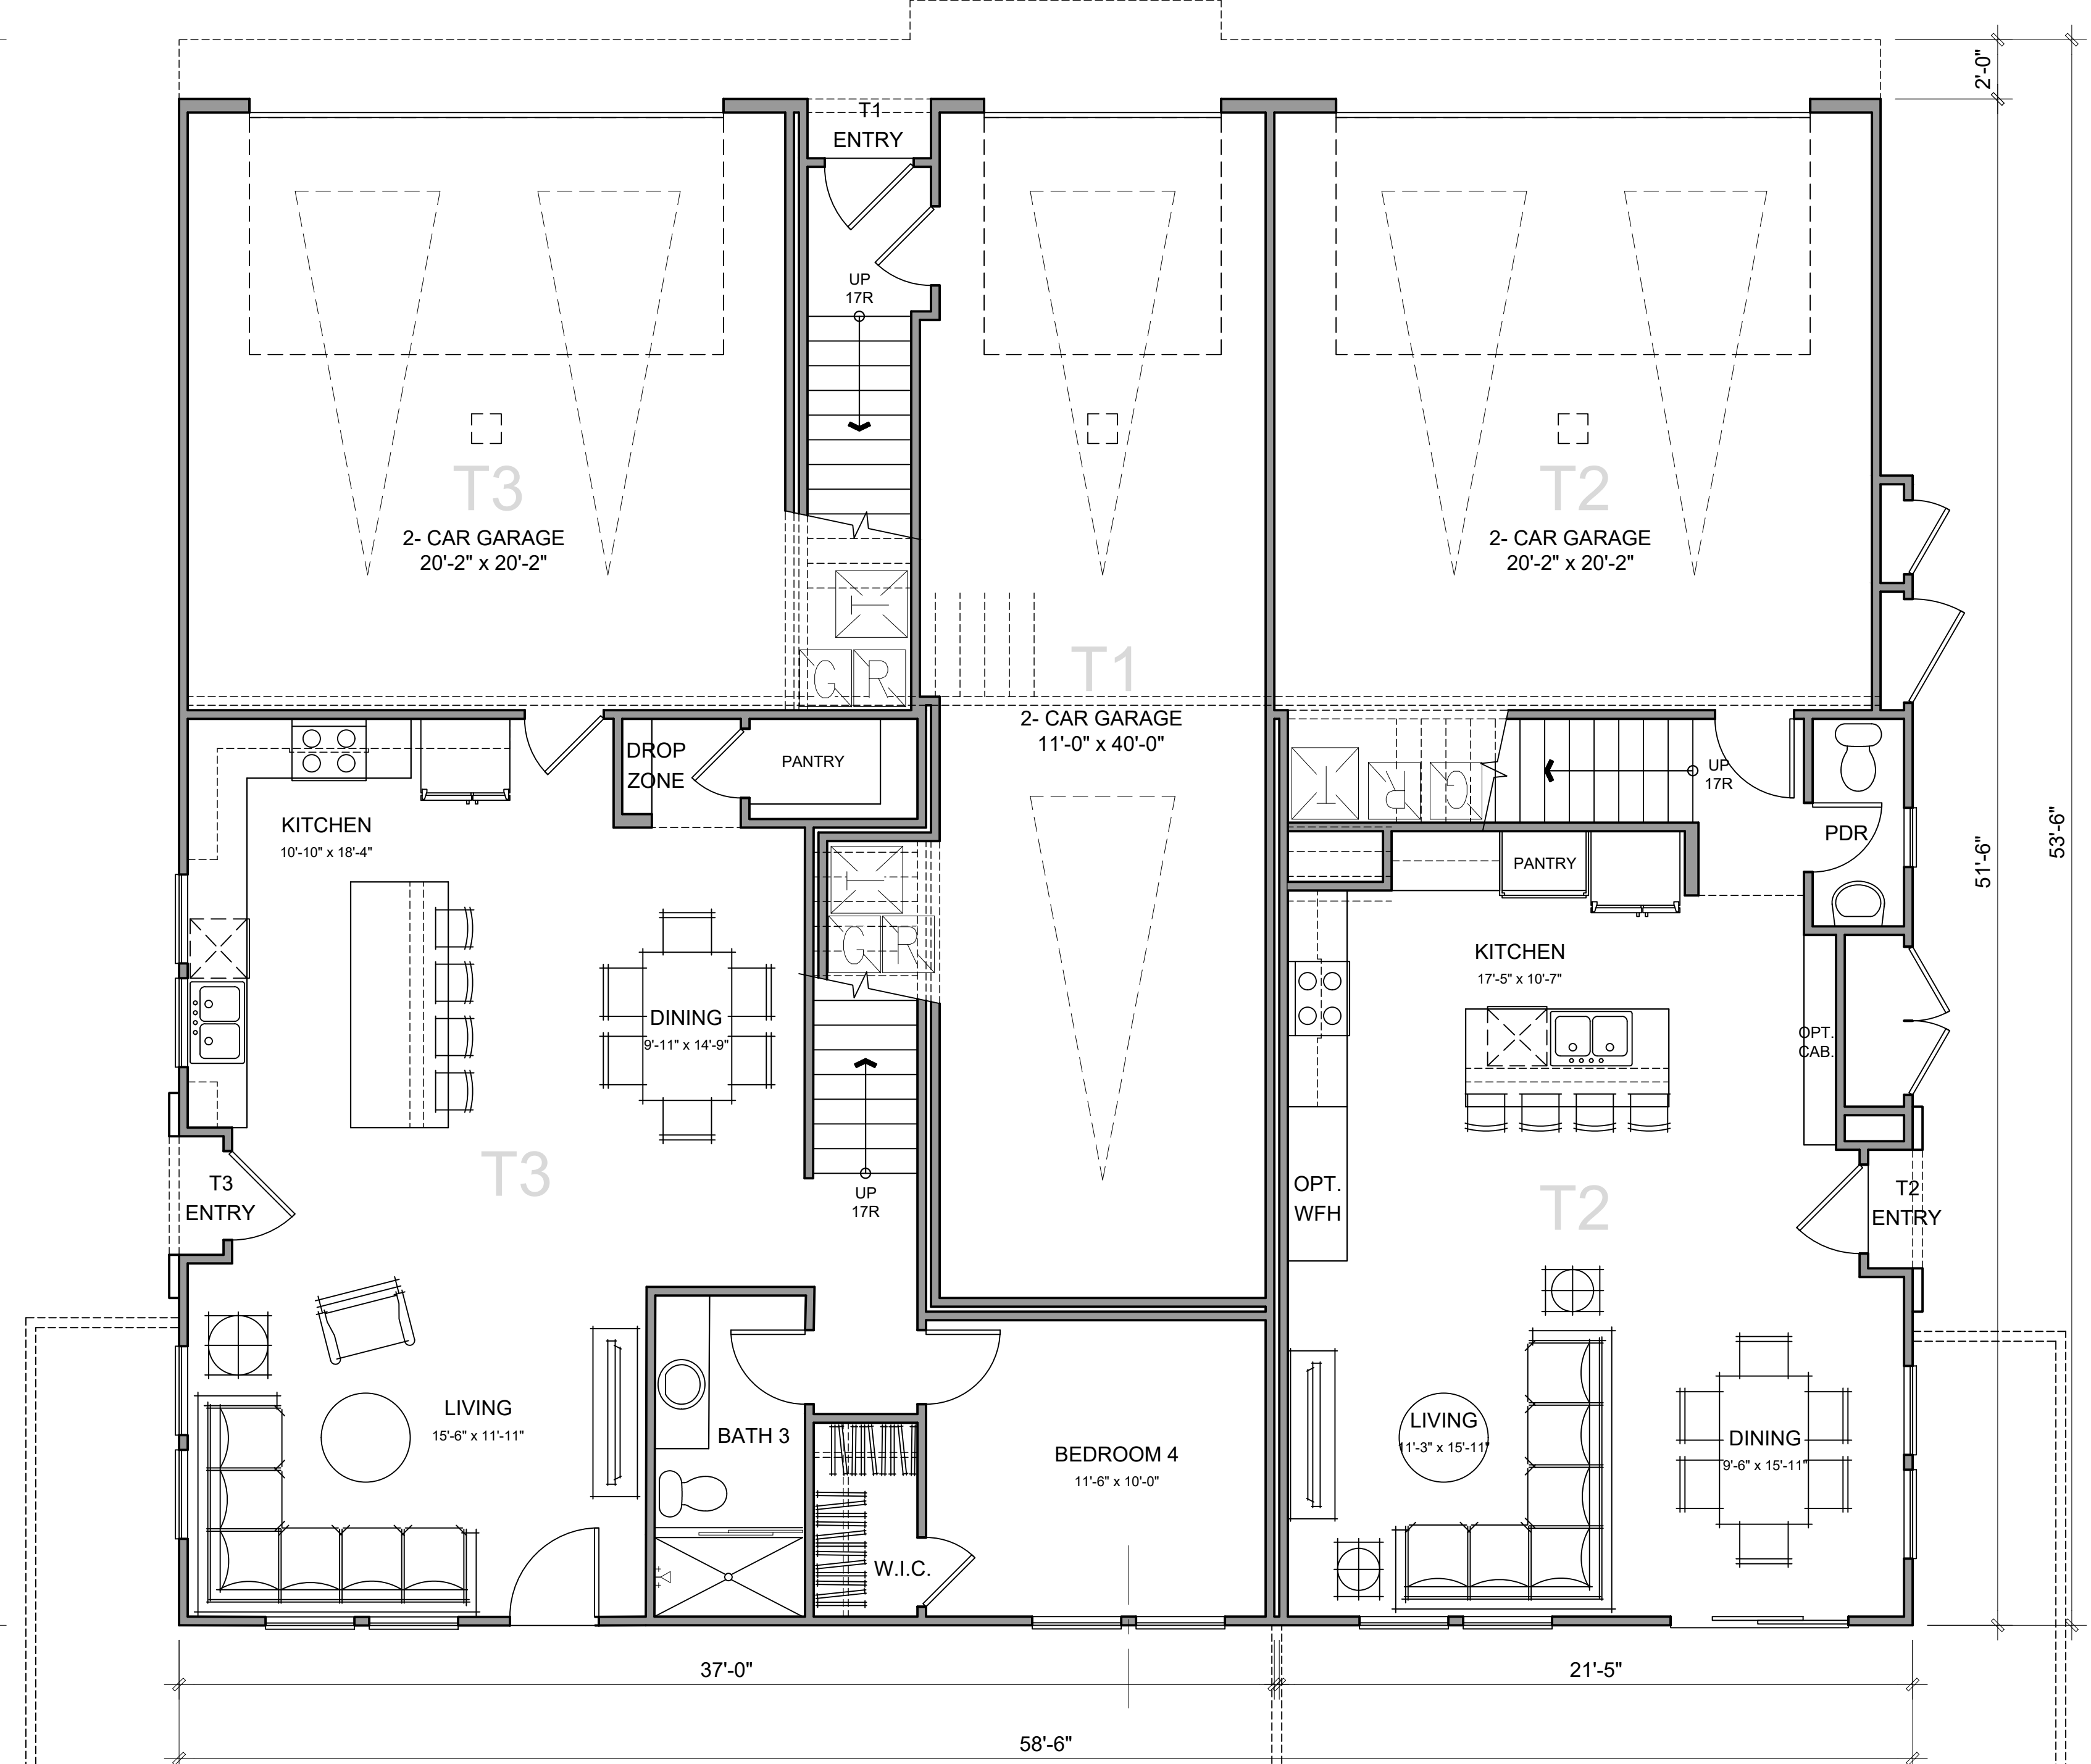 2'-0"
T1
ENTRY
UP
17R
T3
2- CAR GARAGE
20'-2" x 20'-2"
T2
2- CAR GARAGE
20'-2" x 20'-2"
T
G R
T1
2- CAR GARAGE
11'-0" x 40'-0"
DROP
ZONE
PANTRY
T
R
G
UP
17R
PDR
KITCHEN
10'-10" x 18'-4"
PANTRY
51'-6"
53'-6"
T
G R
KITCHEN
17'-5" x 10'-7"
DINING
9'-11" x 14'-9"
OPT.
CAB.
T3
T3
ENTRY
UP
17R
OPT.
WFH
T2
T2
ENTRY
LIVING
15'-6" x 11'-11"
BATH 3
BEDROOM 4
11'-6" x 10'-0"
LIVING
11'-3" x 15'-11"
DINING
9'-6" x 15'-11"
W.I.C.
37'-0"
21'-5"
58'-6"